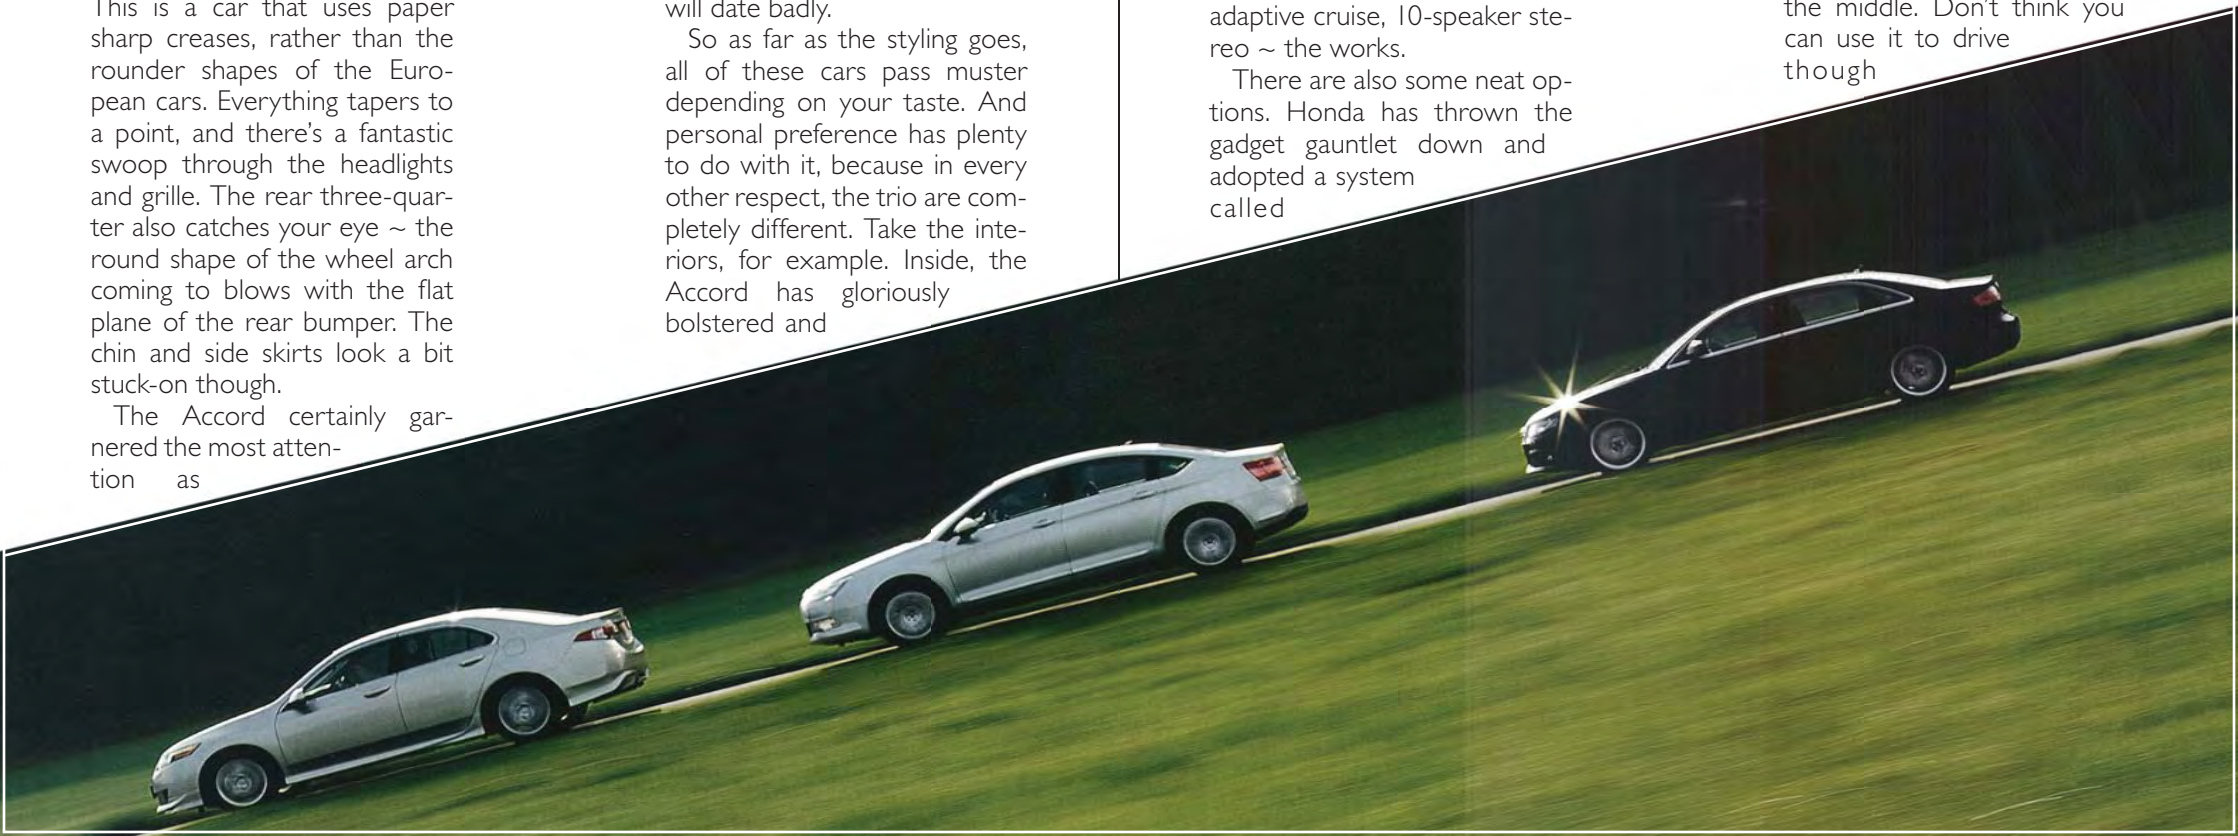 This is a car that uses paper
sharp creases, rather than the
rounder shapes of the Euro-
pean cars. Everything tapers to
a point, and there's a fantastic
swoop through the headlights
and grille. The rear three-quar-
ter also catches your eye ~ the
round shape of the wheel arch
coming to blows with the flat
plane of the rear bumper. The
chin and side skirts look a bit
stuck-on though.
The Accord certainly gar-
nered the most atten-
tion as
will date badly.
So as far as the styling goes,
all of these cars pass muster
depending on your taste. And
personal preference has plenty
to do with it, because in every
other respect, the trio are com-
pletely different. Take the inte-
riors, for example. Inside, the
Accord has gloriously
bolstered and
adaptive cruise, 10-speaker ste-
reo ~ the works.
There are also some neat op-
tions. Honda has thrown the
gadget gauntlet down and
adopted a system
called
the middle. Don't think you
can use it to drive
though